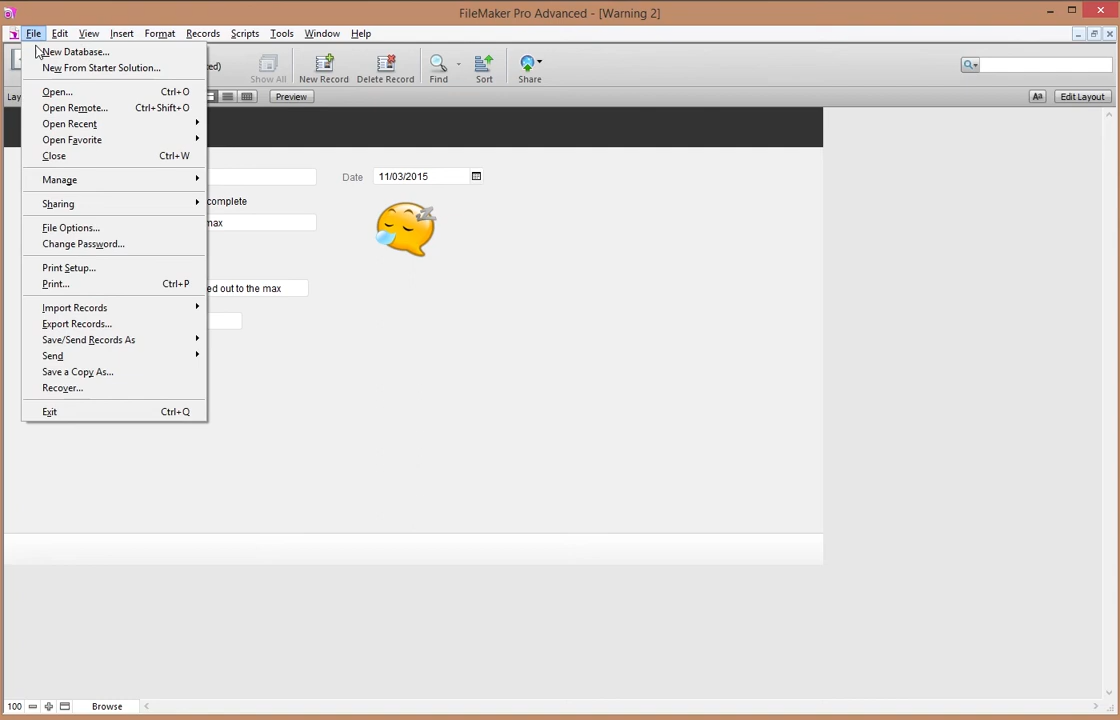 FileMaker Pro Advanced - [Warning 2]
File Edit View Insert Format Records Scripts Tools Window Help
New Database...
New From Starter Solution...
Open... Ctrl+O
Open Remote... Ctrl+Shift+O
Open Recent
Open Favorite
Close Ctrl+W
Manage
Sharing
File Options...
Change Password...
Print Setup...
Print... Ctrl+P
Import Records
Export Records...
Save/Send Records As
Send
Save a Copy As...
Recover...
Exit Ctrl+Q
Show All New Record Delete Record Find Sort Share
Preview Aa Edit Layout
Date 11/03/2015
complete
max
ed out to the max
100 Browse